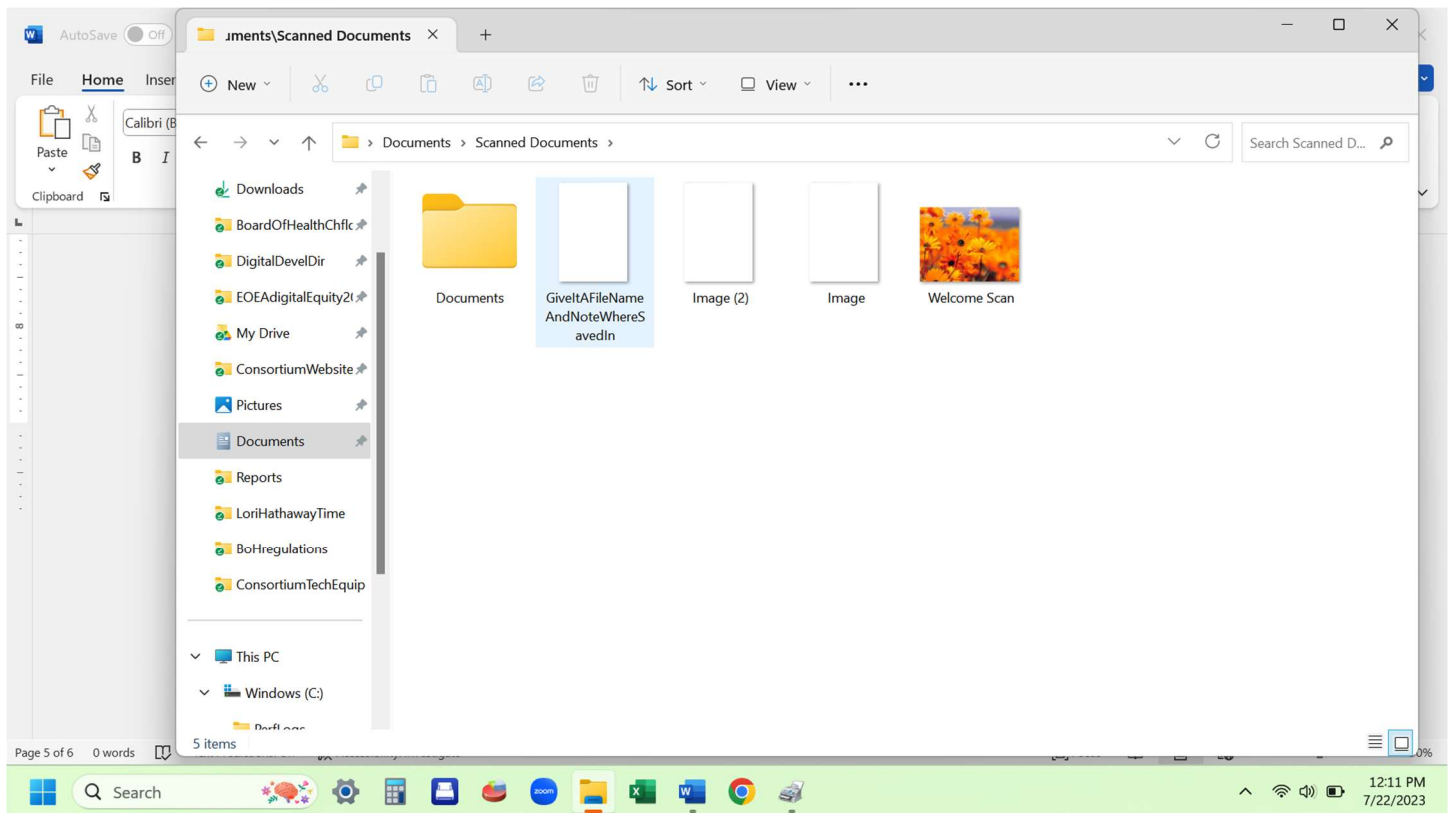 AutoSave Off
uments\Scanned Documents
File Home Inser
New
Sort
View
Paste
Calibri (B
B I
Clipboard
Documents > Scanned Documents >
Search Scanned D...
Downloads
BoardOfHealthChflc
DigitalDevelDir
EOEAdigitalEquity2(
My Drive
ConsortiumWebsite
Pictures
Documents
Reports
LoriHathawayTime
BoHregulations
ConsortiumTechEquip
This PC
Windows (C:)
PerfLogs
Documents
GiveItAFileName
AndNoteWhereS
avedIn
Image (2)
Image
Welcome Scan
5 items
Page 5 of 6 0 words
0%
Search
zoom
12:11 PM
7/22/2023